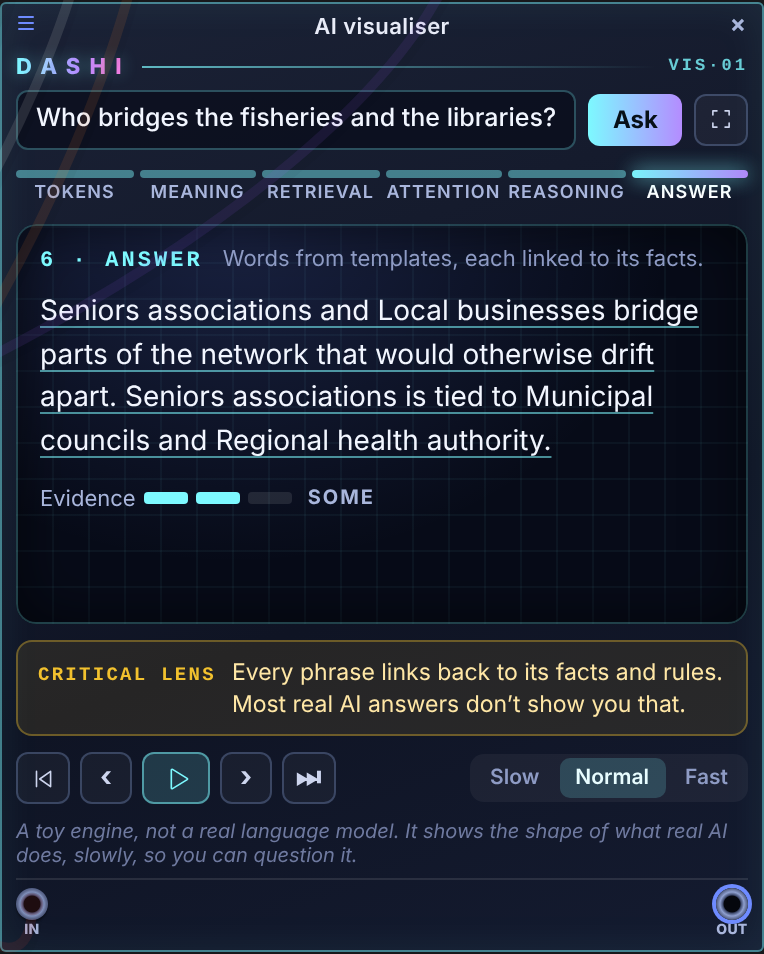 AI visualiser
DASHI
VIS·01
Who bridges the fisheries and the libraries?
Ask
TOKENS MEANING RETRIEVAL ATTENTION REASONING ANSWER
6 · ANSWER Words from templates, each linked to its facts.
Seniors associations and Local businesses bridge
parts of the network that would otherwise drift
apart. Seniors associations is tied to Municipal
councils and Regional health authority.
Evidence SOME
CRITICAL LENS Every phrase links back to its facts and rules.
Most real AI answers don’t show you that.
Slow Normal Fast
A toy engine, not a real language model. It shows the shape of what real AI
does, slowly, so you can question it.
IN OUT